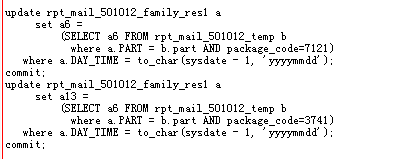 update rpt_mail_501012_family_res1 a
set a6 =
(SELECT a6 FROM rpt_mail_501012_temp b
where a.PART = b.part AND package_code=7121)
where a.DAY_TIME = to_char(sysdate - 1, 'yyyymmdd');
commit;
update rpt_mail_501012_family_res1 a
set a13 =
(SELECT a6 FROM rpt_mail_501012_temp b
where a.PART = b.part AND package_code=3741)
where a.DAY_TIME = to_char(sysdate - 1, 'yyyymmdd');
commit;